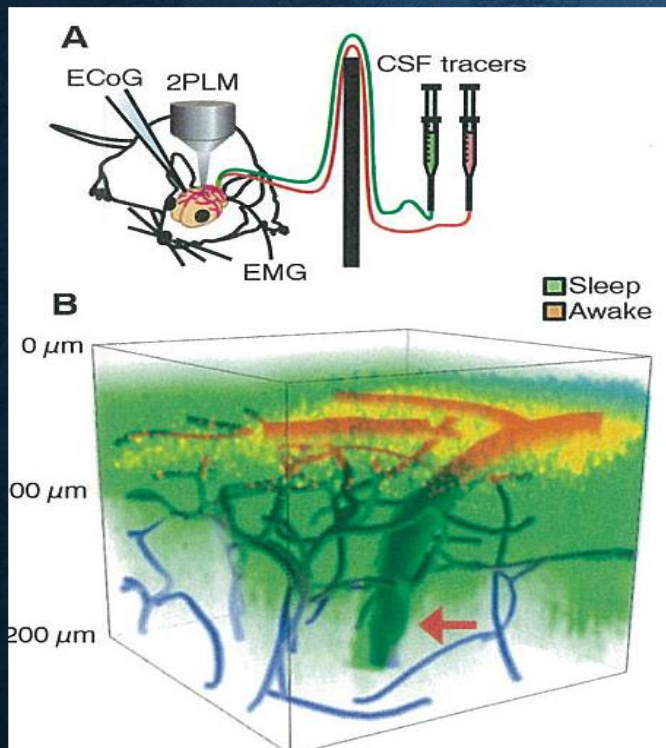 A
ECoG
2PLM
CSF tracers
EMG
Sleep
Awake
B
0 µm
00 µm
200 µm